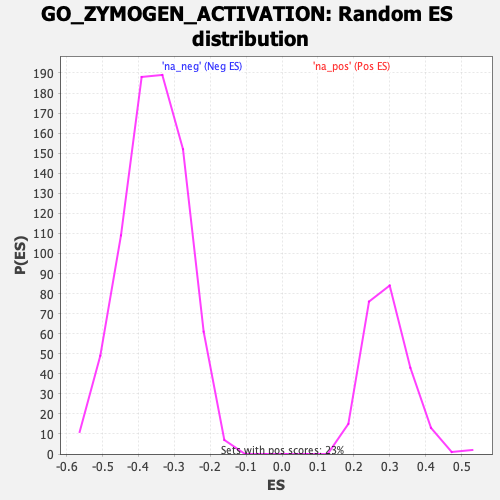 GO_ZYMOGEN_ACTIVATION: Random ES
distribution
'na_neg' (Neg ES) 'na_pos' (Pos ES)
190
180
170
160
150
140
130
120
110
100
90
80
70
60
50
40
30
20
10
0
P(ES)
Sets with pos scores: 23%
-0.6 -0.5 -0.4 -0.3 -0.2 -0.1 0.0 0.1 0.2 0.3 0.4 0.5
ES